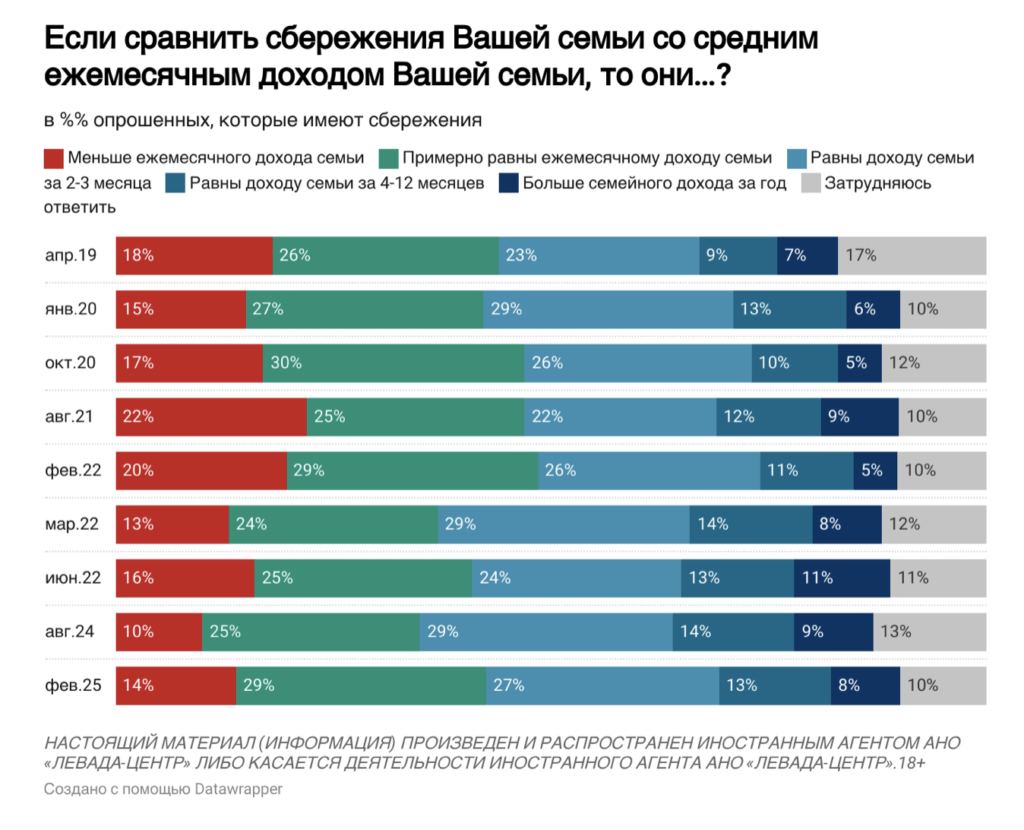 Если сравнить сбережения Вашей семьи со средним
ежемесячным доходом Вашей семьи, то они...?
в %% опрошенных, которые имеют сбережения
Меньше ежемесячного дохода семьи Примерно равны ежемесячному доходу семьи Равны доходу семьи
за 2-3 месяца Равны доходу семьи за 4-12 месяцев Больше семейного дохода за год Затрудняюсь
ответить
апр.19 18% 26% 23% 9% 7% 17%
янв.20 15% 27% 29% 13% 6% 10%
окт.20 17% 30% 26% 10% 5% 12%
авг.21 22% 25% 22% 12% 9% 10%
фев.22 20% 29% 26% 11% 5% 10%
мар.22 13% 24% 29% 14% 8% 12%
июн.22 16% 25% 24% 13% 11% 11%
авг.24 10% 25% 29% 14% 9% 13%
фев.25 14% 29% 27% 13% 8% 10%
НАСТОЯЩИЙ МАТЕРИАЛ (ИНФОРМАЦИЯ) ПРОИЗВЕДЕН И РАСПРОСТРАНЕН ИНОСТРАННЫМ АГЕНТОМ АНО
«ЛЕВАДА-ЦЕНТР» ЛИБО КАСАЕТСЯ ДЕЯТЕЛЬНОСТИ ИНОСТРАННОГО АГЕНТА АНО «ЛЕВАДА-ЦЕНТР».18+
Создано с помощью Datawrapper